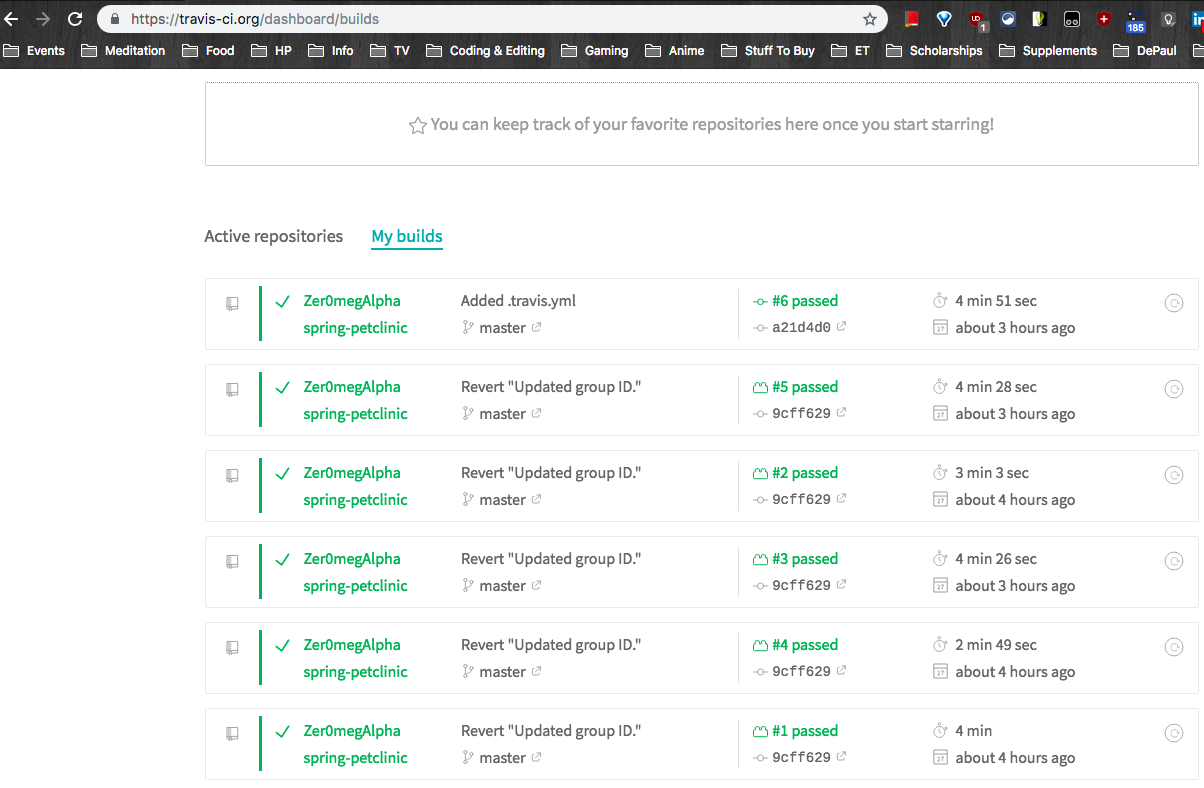 https://travis-ci.org/dashboard/builds
1
185
Events Meditation Food HP Info TV Coding & Editing Gaming Anime Stuff To Buy ET Scholarships Supplements DePaul
You can keep track of your favorite repositories here once you start starring!
Active repositories My builds
Zer0megAlpha Added .travis.yml #6 passed 4 min 51 sec
spring-petclinic master a21d4d0 27 about 3 hours ago
Zer0megAlpha Revert "Updated group ID." #5 passed 4 min 28 sec
spring-petclinic master 9cff629 27 about 3 hours ago
Zer0megAlpha Revert "Updated group ID." #2 passed 3 min 3 sec
spring-petclinic master 9cff629 27 about 4 hours ago
Zer0megAlpha Revert "Updated group ID." #3 passed 4 min 26 sec
spring-petclinic master 9cff629 27 about 3 hours ago
Zer0megAlpha Revert "Updated group ID." #4 passed 2 min 49 sec
spring-petclinic master 9cff629 27 about 4 hours ago
Zer0megAlpha Revert "Updated group ID." #1 passed 4 min
spring-petclinic master 9cff629 27 about 4 hours ago